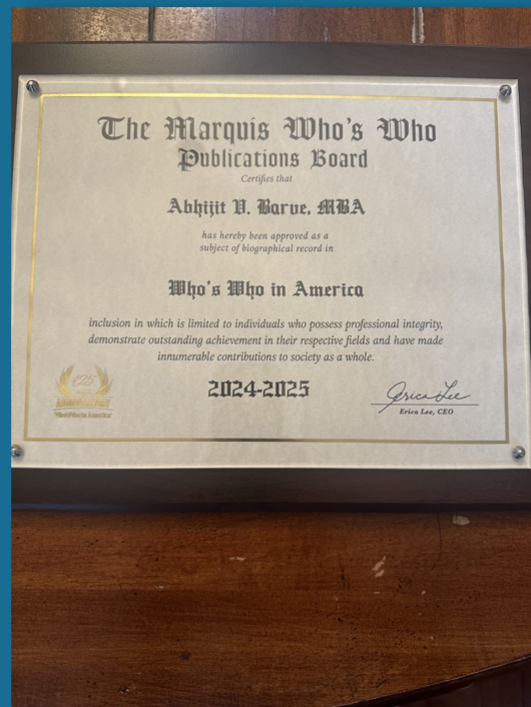 The Marquis Who's Who
Publications Board
Certifies that
Abhijit V. Barve, MBA
has hereby been approved as a
subject of biographical record in
Who's Who in America
inclusion in which is limited to individuals who possess professional integrity,
demonstrate outstanding achievement in their respective fields and have made
innumerable contributions to society as a whole.
2024-2025
Erica Lee
Erica Lee, CEO